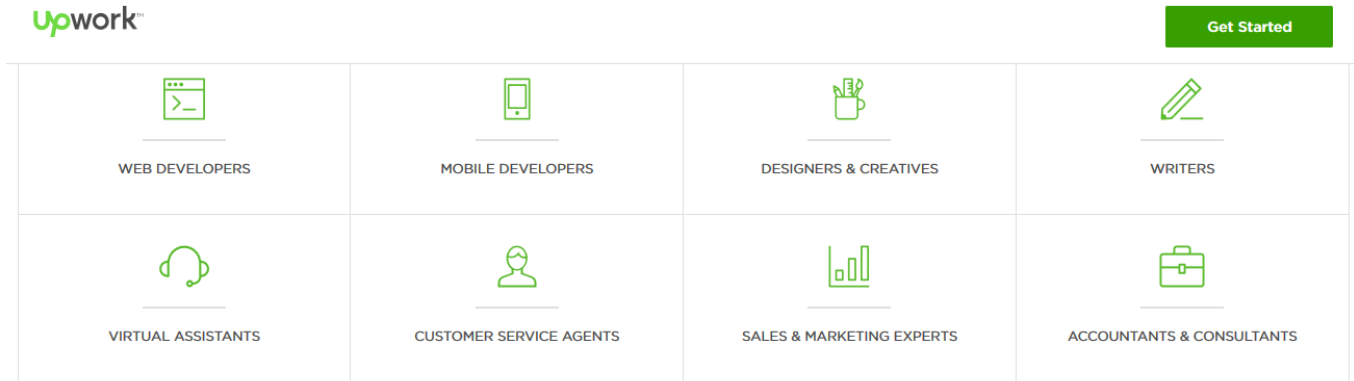 Upwork™
Get Started
WEB DEVELOPERS
MOBILE DEVELOPERS
DESIGNERS & CREATIVES
WRITERS
VIRTUAL ASSISTANTS
CUSTOMER SERVICE AGENTS
SALES & MARKETING EXPERTS
ACCOUNTANTS & CONSULTANTS